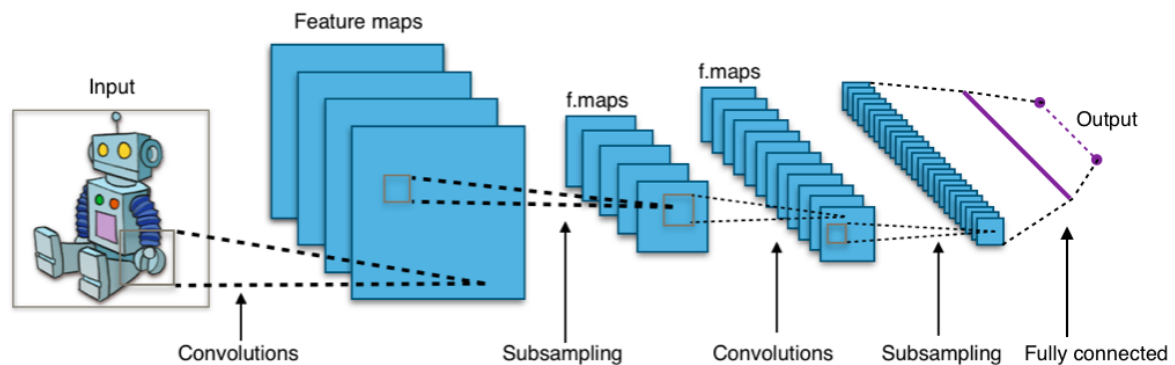 Feature maps
Input
f.maps
f.maps
Output
Convolutions
Subsampling
Convolutions
Subsampling
Fully connected